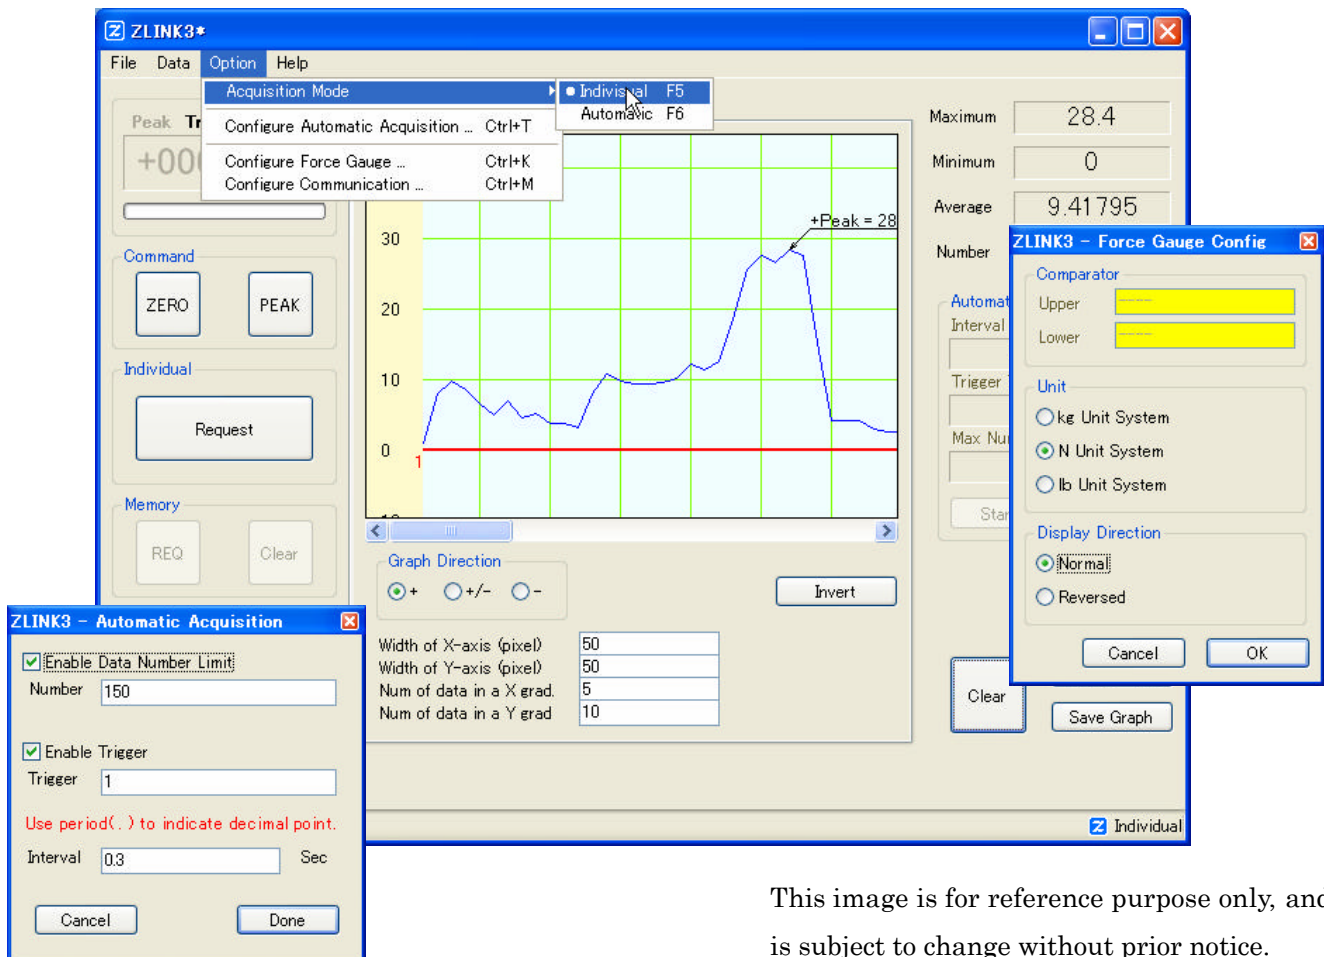 ZLINK3*
File Data Option Help
Acquisition Mode
Indivisual F5
Automatic F6
Configure Automatic Acquisition ... Ctrl+T
Configure Force Gauge ... Ctrl+K
Configure Communication ... Ctrl+M
Peak
Command
ZERO PEAK
Individual
Request
Memory
REQ Clear
30
20
10
0
1
+Peak = 28
Graph Direction
+ +/- -
Invert
Width of X-axis (pixel) 50
Width of Y-axis (pixel) 50
Num of data in a X grad. 5
Num of data in a Y grad 10
Maximum 28.4
Minimum 0
Average 9.41795
Number
Interval
Trigger
Clear
Save Graph
Individual
ZLINK3 - Force Gauge Config
Comparator
Upper ----
Lower ----
Unit
kg Unit System
N Unit System
lb Unit System
Display Direction
Normal
Reversed
Cancel OK
ZLINK3 - Automatic Acquisition
Enable Data Number Limit
Number 150
Enable Trigger
Trigger 1
Use period(.) to indicate decimal point.
Interval 0.3 Sec
Cancel Done
This image is for reference purpose only, and
is subject to change without prior notice.